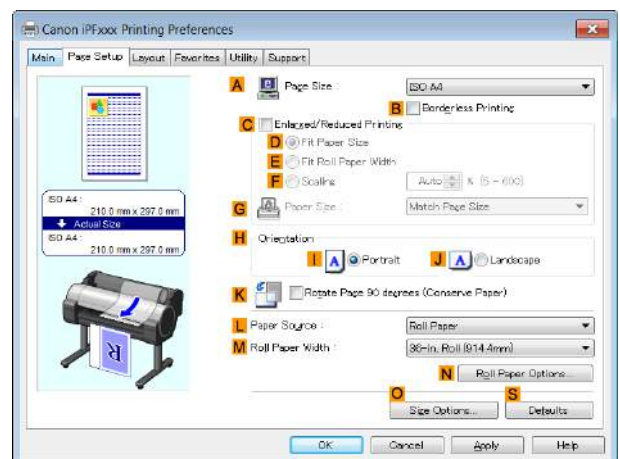 Canon iPFxxx Printing Preferences
Main Page Setup Layout Favorites Utility Support
A Page Size : ISO A4
B Borderless Printing
C Enlarged/Reduced Printing
D Fit Paper Size
E Fit Roll Paper Width
F Scaling Auto % (5 - 600)
G Paper Size : Match Page Size
ISO A4 :
210.0 mm x 297.0 mm
Actual Size
ISO A4 :
210.0 mm x 297.0 mm
H Orientation
I A Portrait J A Landscape
K Rotate Page 90 degrees (Conserve Paper)
L Paper Source : Roll Paper
M Roll Paper Width : 36-in. Roll (914.4mm)
N Roll Paper Options...
O S
Size Options... Defaults
R
OK Cancel Apply Help